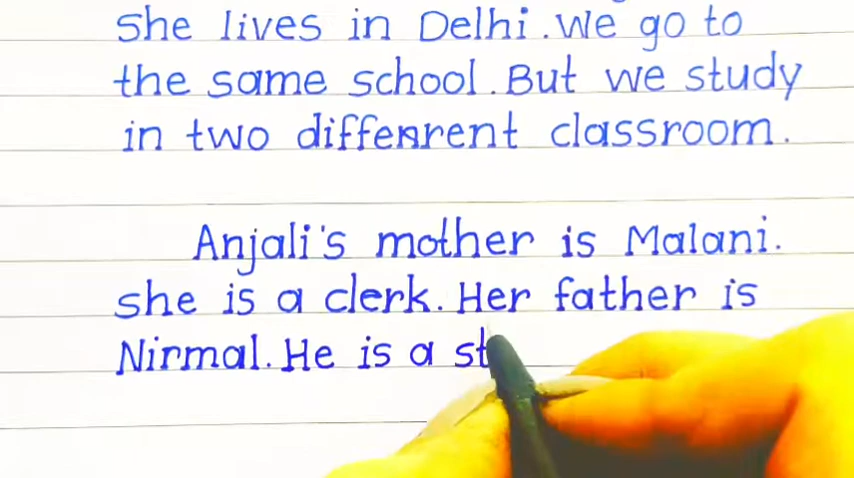 She lives in Delhi. We go to
the same school. But we study
in two diffenrent classroom.
Anjali's mother is Malani.
she is a clerk. Her father is
Nirmal. He is a st